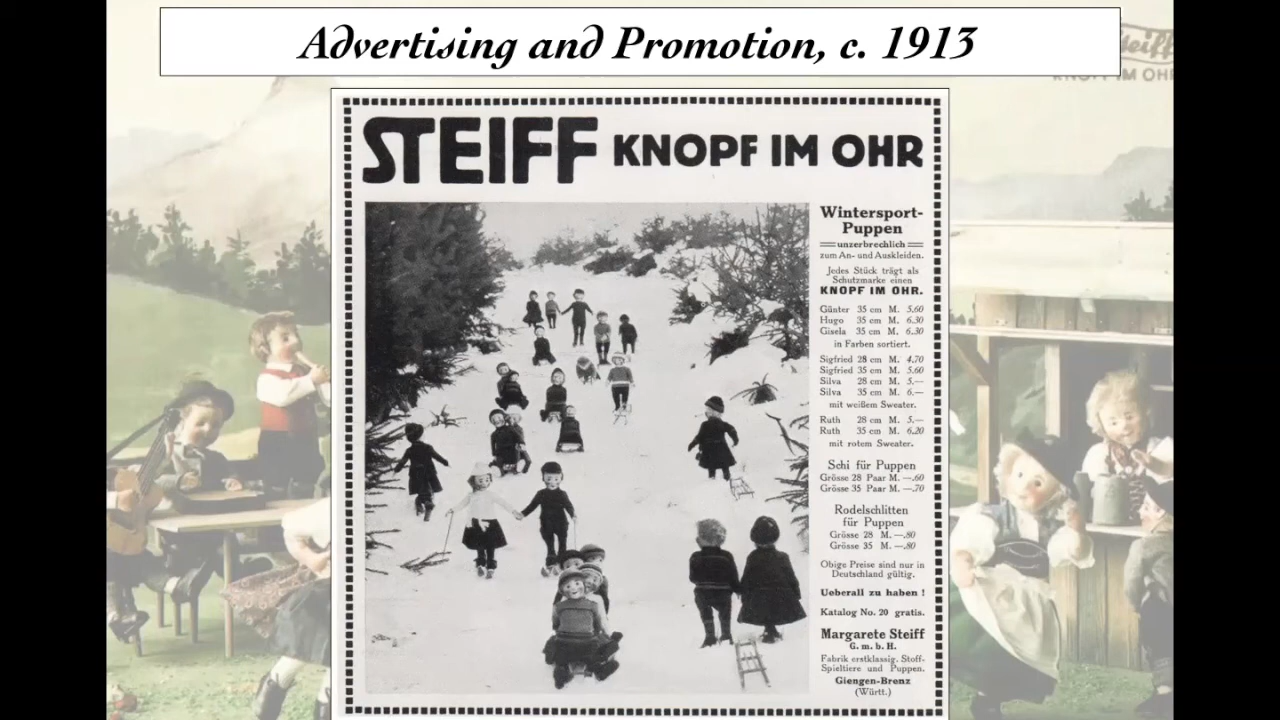 Advertising and Promotion, c. 1913
Steiff
KNOPF IM OHR
STEIFF KNOPF IM OHR
Wintersport-
Puppen
unzerbrechlich
zum An- und Auskleiden.
Jedes Stück trägt als
Schutzmarke einen
KNOPF IM OHR.
Günter 35 cm M. 5.60
Hugo 35 cm M. 6.30
Gisela 35 cm M. 6.30
in Farben sortiert.
Sigfried 28 cm M. 4.70
Sigfried 35 cm M. 5.60
Silva 28 cm M. 5.—
Silva 35 cm M. 6.—
mit weißem Sweater.
Ruth 28 cm M. 5.—
Ruth 35 cm M. 6.20
mit rotem Sweater.
Schi für Puppen
Grösse 28 Paar M. —.60
Grösse 35 Paar M. —.70
Rodelschlitten
für Puppen
Grösse 28 M. —.80
Grösse 35 M. —.80
Obige Preise sind nur in
Deutschland gültig.
Ueberall zu haben !
Katalog No. 20 gratis.
Margarete Steiff
G. m. b. H.
Fabrik erstklassig. Stoff-
Spieltiere und Puppen.
Giengen-Brenz
(Württ.)